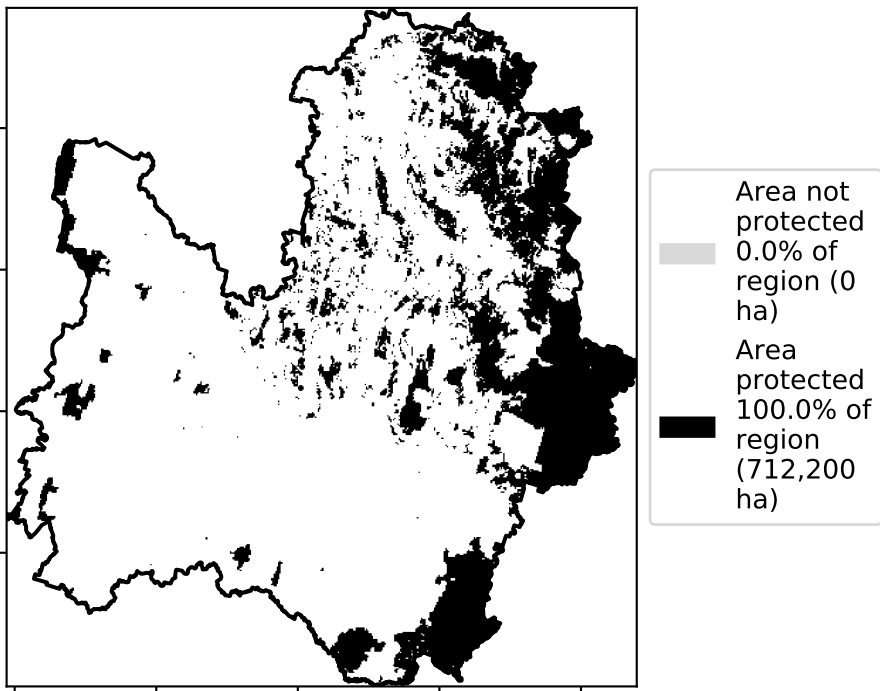 Area not
protected
0.0% of
region (0
ha)
Area
protected
100.0% of
region
(712,200
ha)